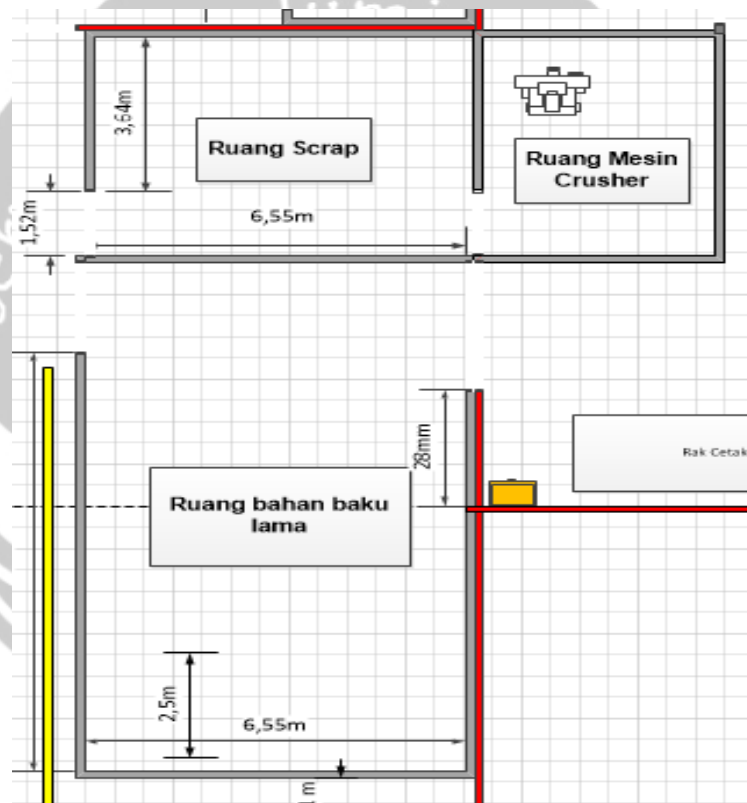 3,64m
Ruang Scrap
Ruang Mesin
Crusher
1,52m
6,55m
28mm
Rak Cetak
Ruang bahan baku
lama
2,5m
6,55m